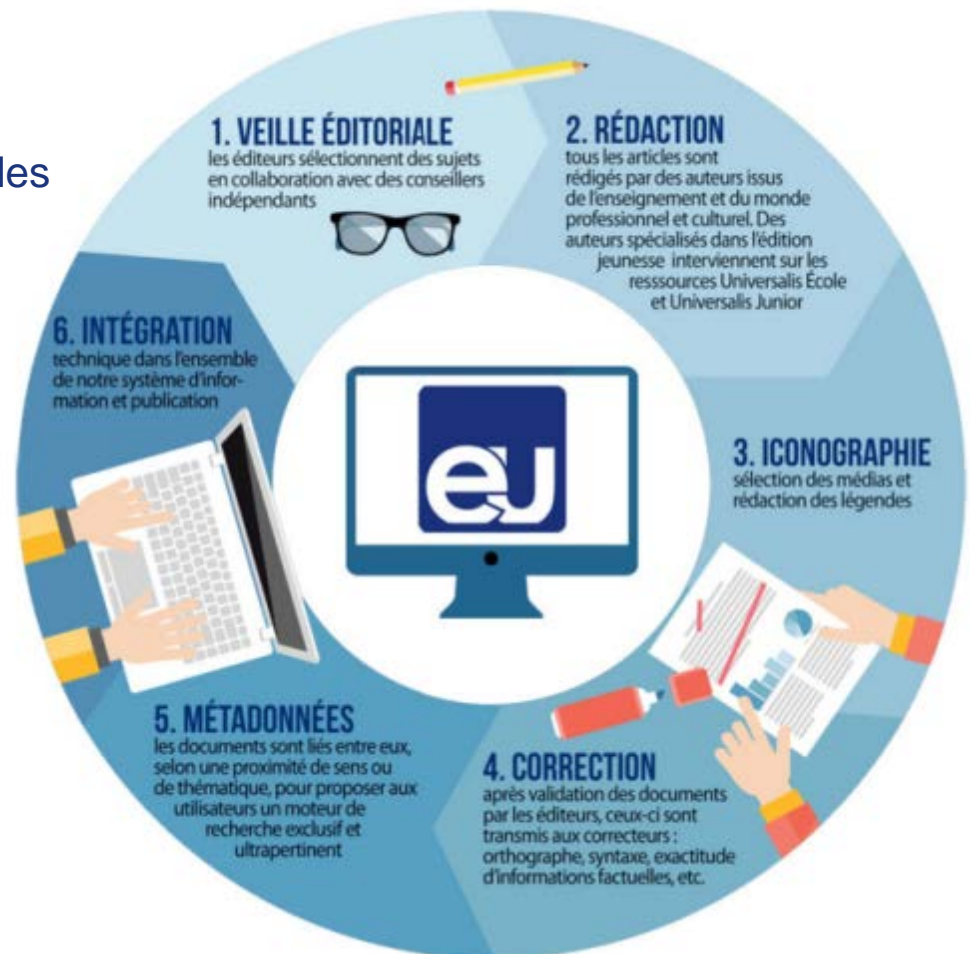 les
1. VEILLE ÉDITORIALE
les éditeurs sélectionnent des sujets
en collaboration avec des conseillers
indépendants
2. RÉDACTION
tous les articles sont
rédigés par des auteurs issus
de l'enseignement et du monde
professionnel et culturel. Des
auteurs spécialisés dans l'édition
jeunesse interviennent sur les
resssources Universalis École
et Universalis Junior
3. ICONOGRAPHIE
sélection des médias et
rédaction des légendes
4. CORRECTION
après validation des documents
par les éditeurs, ceux-ci sont
transmis aux correcteurs :
orthographe, syntaxe, exactitude
d'informations factuelles, etc.
5. MÉTADONNÉES
les documents sont liés entre eux,
selon une proximité de sens ou
de thématique, pour proposer aux
utilisateurs un moteur de
recherche exclusif et
ultrapertinent
6. INTÉGRATION
technique dans l'ensemble
de notre système d'infor-
mation et publication
eu